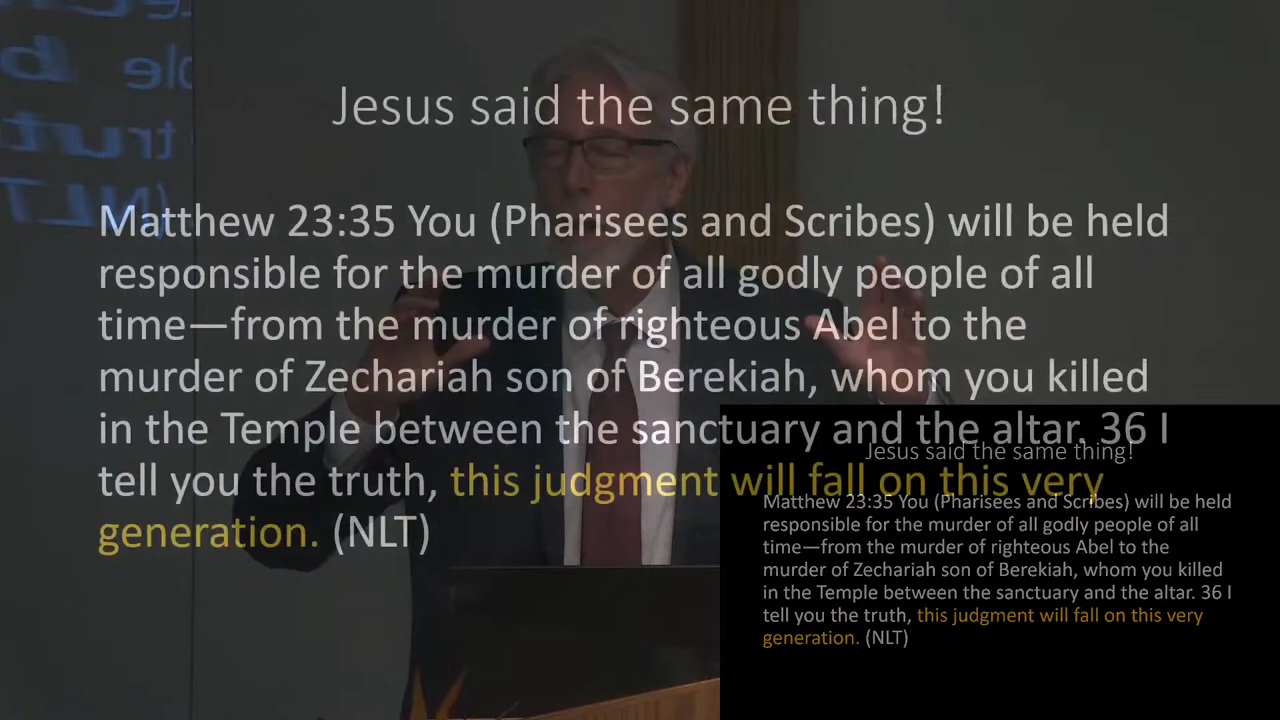 Jesus said the same thing!
Matthew 23:35 You (Pharisees and Scribes) will be held
responsible for the murder of all godly people of all
time—from the murder of righteous Abel to the
murder of Zechariah son of Berekiah, whom you killed
in the Temple between the sanctuary and the altar. 36 I
tell you the truth, this judgment will fall on this very
generation. (NLT)
Jesus said the same thing!
Matthew 23:35 You (Pharisees and Scribes) will be held
responsible for the murder of all godly people of all
time—from the murder of righteous Abel to the
murder of Zechariah son of Berekiah, whom you killed
in the Temple between the sanctuary and the altar. 36 I
tell you the truth, this judgment will fall on this very
generation. (NLT)